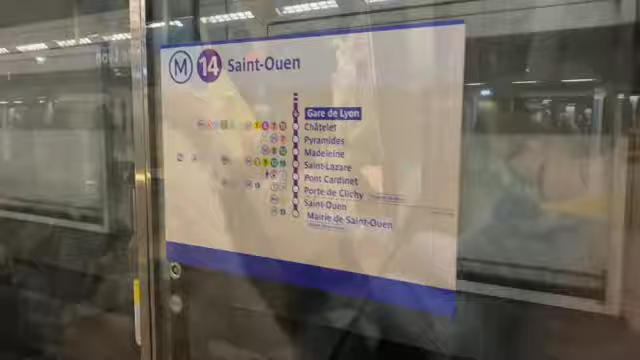 M 14 Saint-Ouen
Gare de Lyon
Châtelet
Pyramides
Madeleine
Saint-Lazare
Pont Cardinet
Porte de Clichy
Saint-Ouen
Mairie de Saint-Ouen